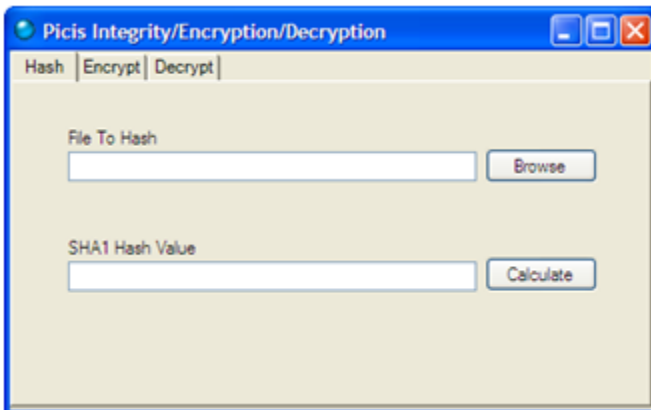 Picis Integrity/Encryption/Decryption
Hash Encrypt Decrypt
File To Hash
Browse
SHA1 Hash Value
Calculate